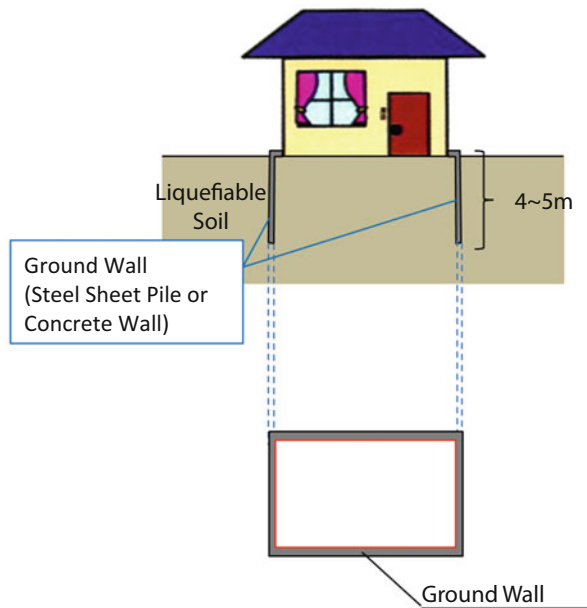 Liquefiable
Soil
4~5m
Ground Wall
(Steel Sheet Pile or
Concrete Wall)
Ground Wall